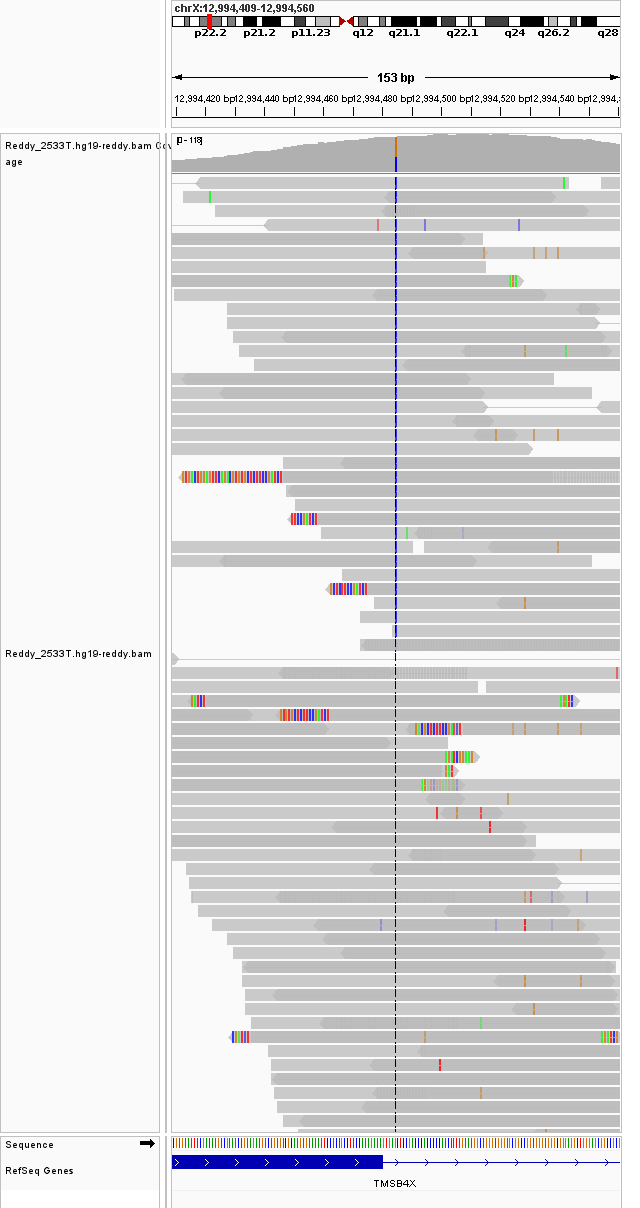 chrX:12,994,409-12,994,560
p22.2 p21.2 p11.23 q12 q21.1 q22.1 q24 q26.2 q28
153 bp
12,994,420 bp 12,994,440 bp 12,994,460 bp 12,994,480 bp 12,994,500 bp 12,994,520 bp 12,994,540 bp 12,994,5
Reddy_2533T.hg19-reddy.bam Cov
age
[0 - 118]
Reddy_2533T.hg19-reddy.bam
Sequence
RefSeq Genes
TMSB4X